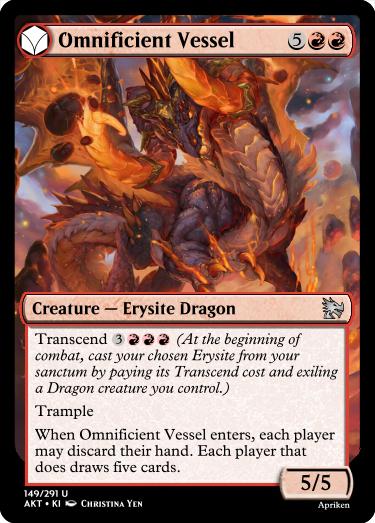 Omnificient Vessel 5
Creature — Erysite Dragon
Transcend 3 (At the beginning of
combat, cast your chosen Erysite from your
sanctum by paying its Transcend cost and exiling
a Dragon creature you control.)
Trample
When Omnificient Vessel enters, each player
may discard their hand. Each player that
does draws five cards.
5/5
149/291 U
AKT • KI Christina Yen
Apriken